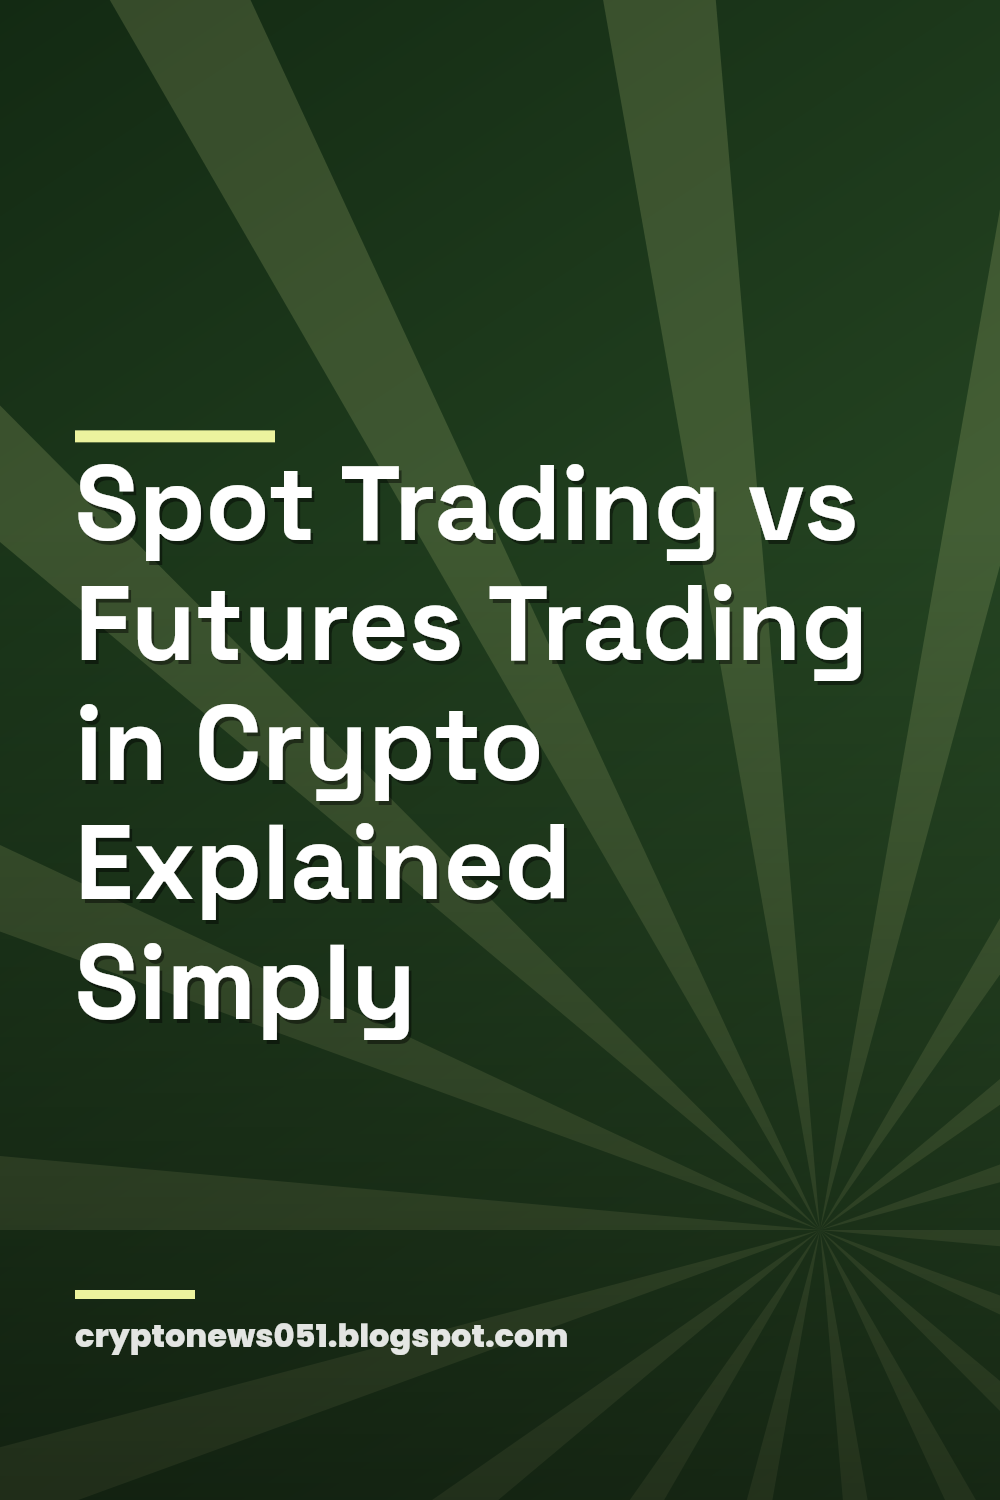 Spot Trading vs
Futures Trading
in Crypto
Explained
Simply
cryptonews051.blogspot.com